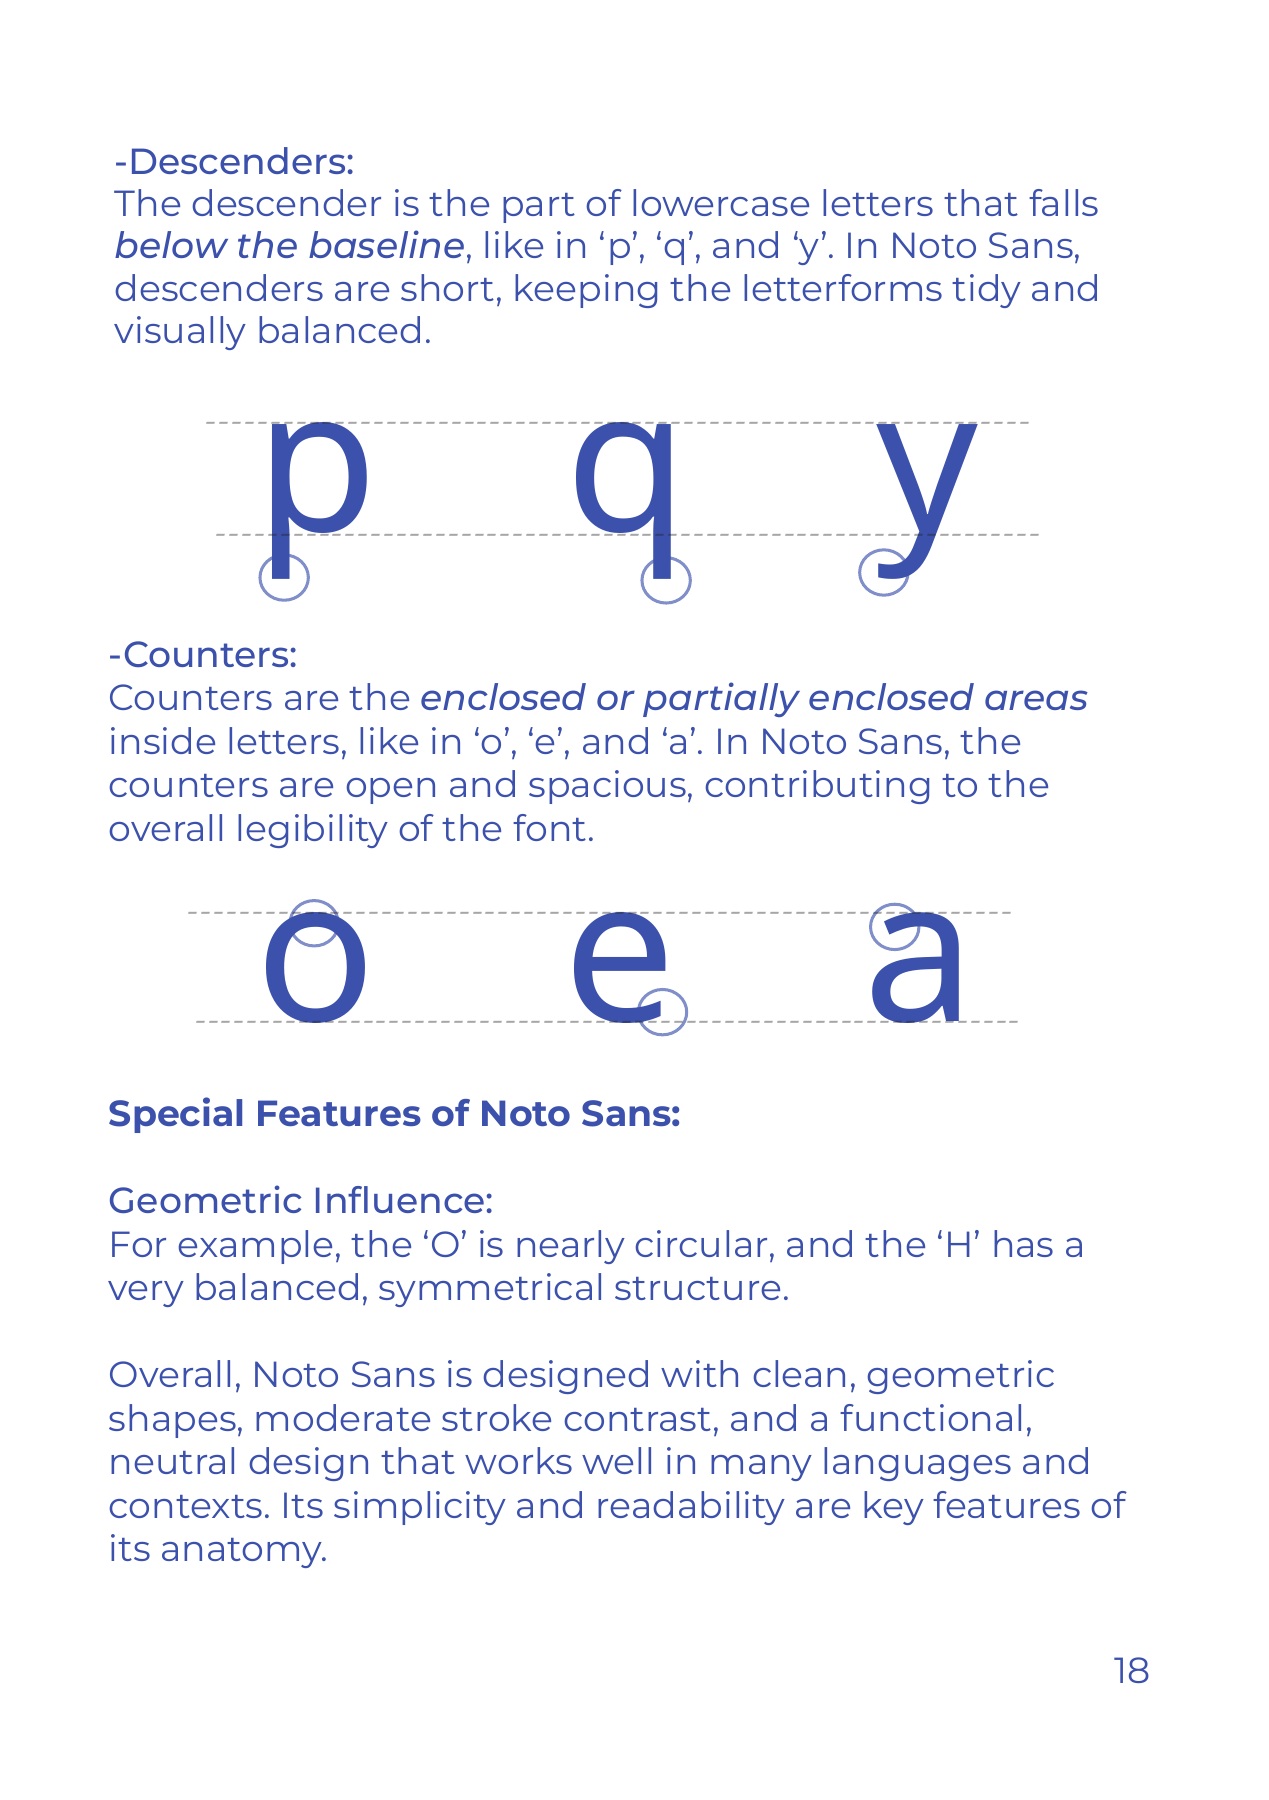 -Descenders:
The descender is the part of lowercase letters that falls
below the baseline, like in ‘p’, ‘q’, and ‘y’. In Noto Sans,
descenders are short, keeping the letterforms tidy and
visually balanced.
p q y
-Counters:
Counters are the enclosed or partially enclosed areas
inside letters, like in ‘o’, ‘e’, and ‘a’. In Noto Sans, the
counters are open and spacious, contributing to the
overall legibility of the font.
o e a
Special Features of Noto Sans:
Geometric Influence:
For example, the ‘O’ is nearly circular, and the ‘H’ has a
very balanced, symmetrical structure.
Overall, Noto Sans is designed with clean, geometric
shapes, moderate stroke contrast, and a functional,
neutral design that works well in many languages and
contexts. Its simplicity and readability are key features of
its anatomy.
18